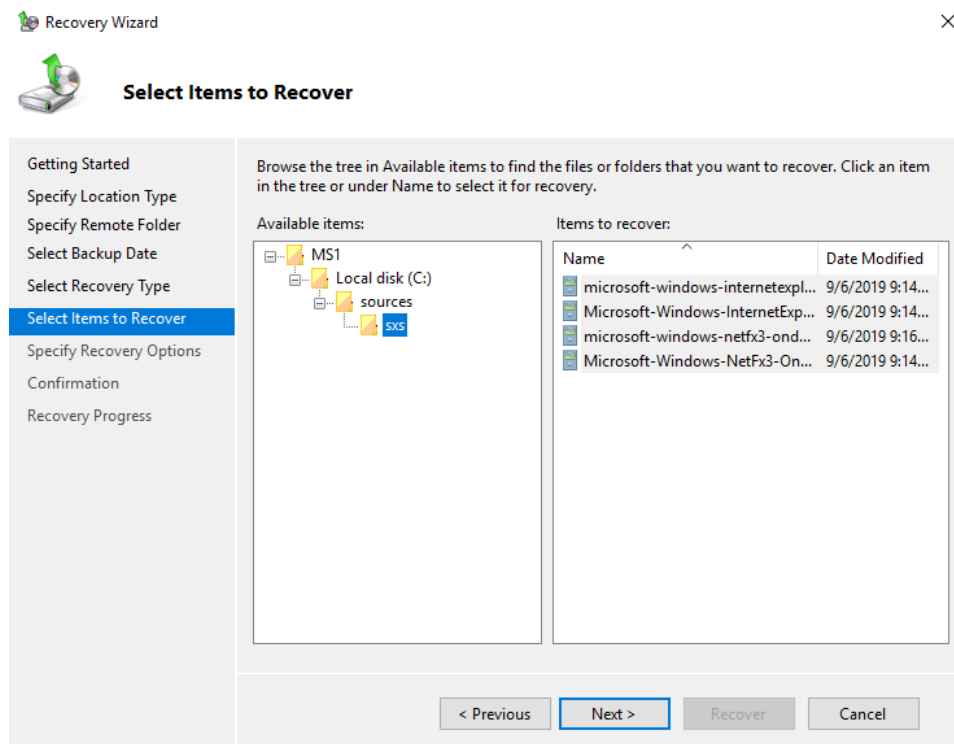 Recovery Wizard
Select Items to Recover
Getting Started
Specify Location Type
Specify Remote Folder
Select Backup Date
Select Recovery Type
Select Items to Recover
Specify Recovery Options
Confirmation
Recovery Progress
Browse the tree in Available items to find the files or folders that you want to recover. Click an item
in the tree or under Name to select it for recovery.
Available items:
MS1
Local disk (C:)
sources
sxs
Items to recover:
Name Date Modified
microsoft-windows-internetexpl... 9/6/2019 9:14...
Microsoft-Windows-InternetExp... 9/6/2019 9:14...
microsoft-windows-netfx3-ond... 9/6/2019 9:16...
Microsoft-Windows-NetFx3-On... 9/6/2019 9:14...
< Previous Next > Recover Cancel